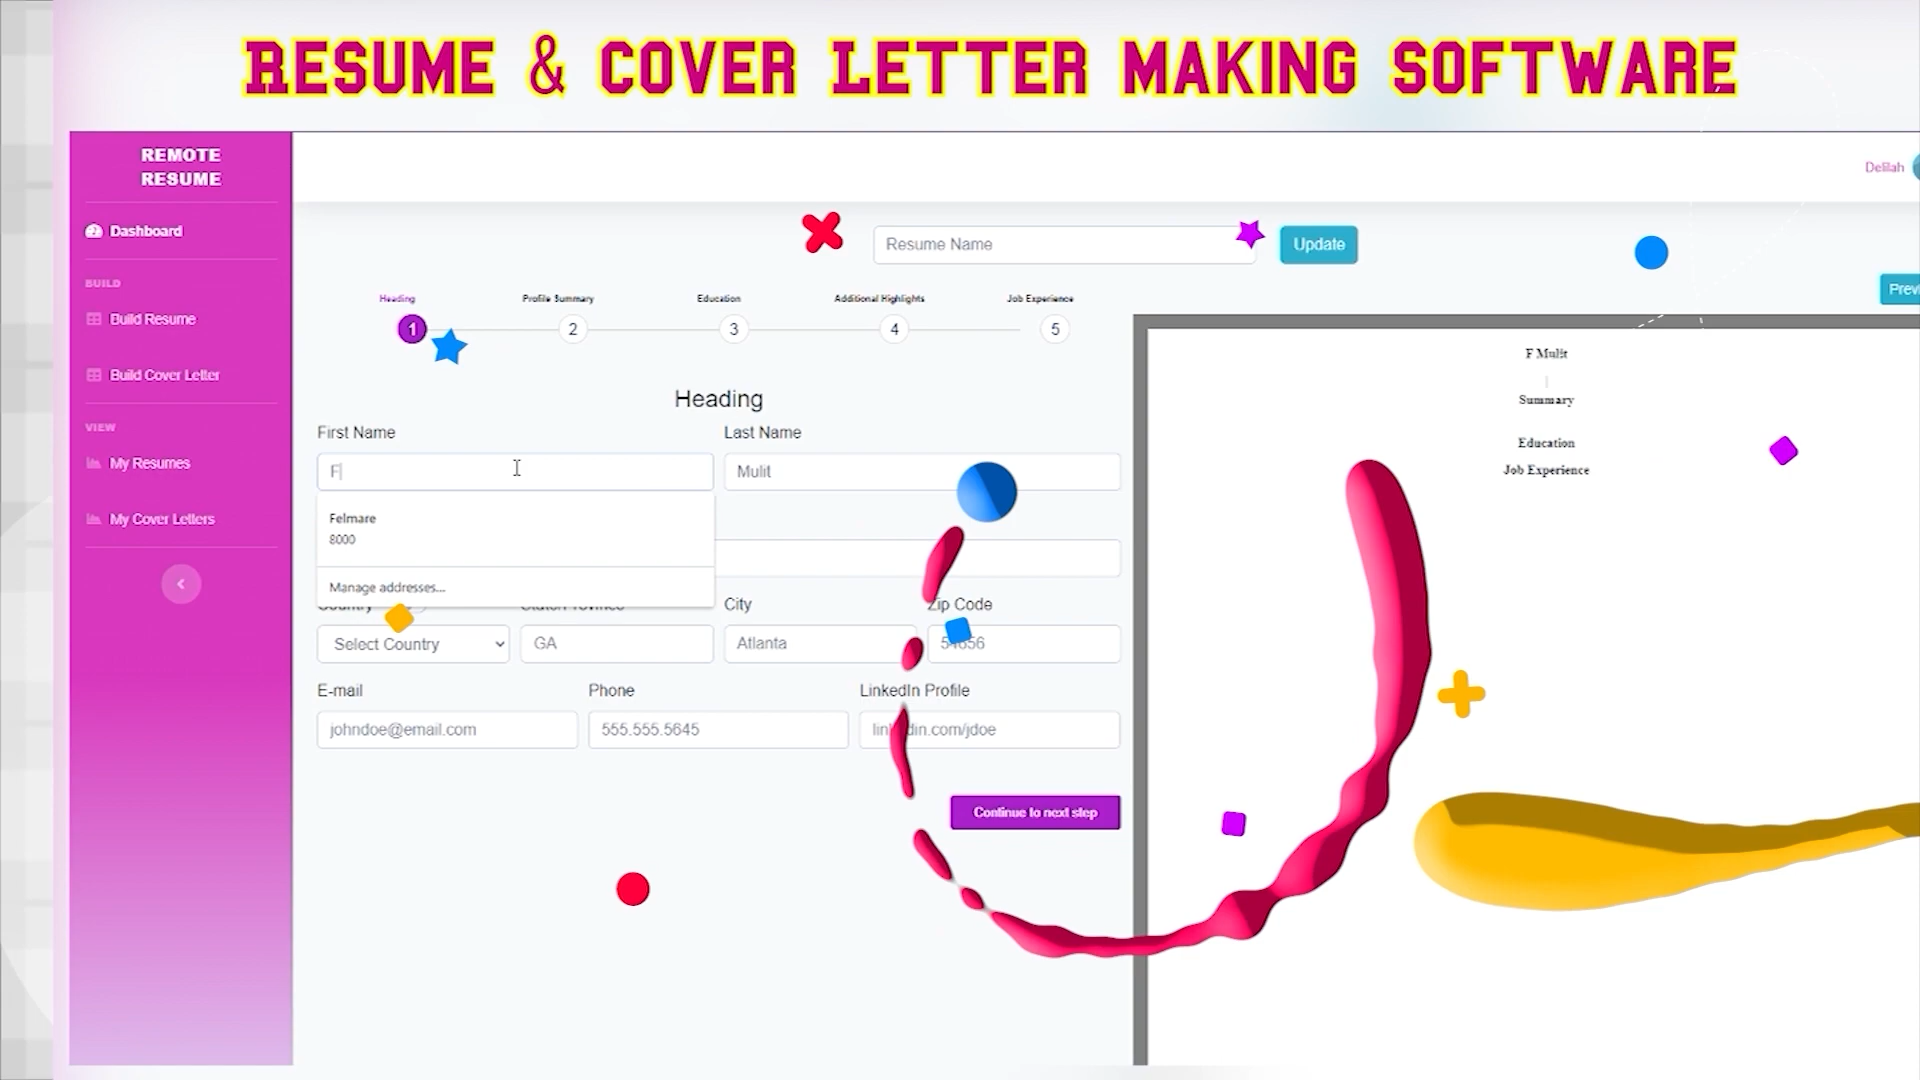 RESUME & COVER LETTER MAKING SOFTWARE
REMOTE
RESUME
Delilah
Dashboard
Resume Name
Update
BUILD
Build Resume
Build Cover Letter
VIEW
My Resumes
My Cover Letters
Heading
Profile Summary
Education
Additional Highlights
Job Experience
1
2
3
4
5
Heading
First Name
Last Name
F
Mulit
Felmare
8000
Manage addresses...
City
Zip Code
Select Country
GA
Atlanta
E-mail
Phone
LinkedIn Profile
johndoe@email.com
555.555.5645
linkedin.com/jdoe
Continue to next step
F Mulit
|
Summary
Education
Job Experience